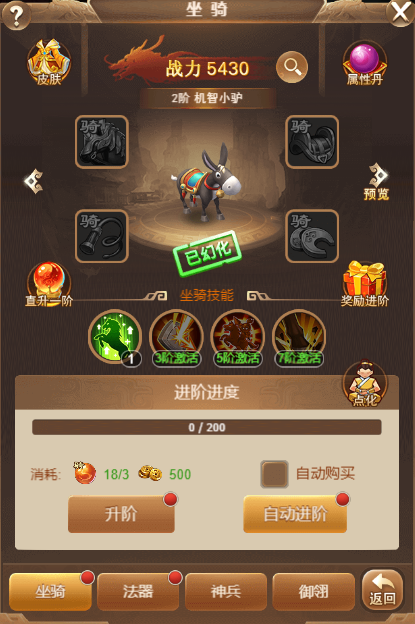 ?
坐骑
皮肤
战力 5430
属性丹
2阶 机智小驴
骑
骑
预览
骑
骑
已幻化
直升一阶
坐骑技能
奖励进阶
1
3阶激活
5阶激活
7阶激活
进阶进度
点化
0 / 200
消耗: 18/3 500
自动购买
升阶
自动进阶
坐骑
法器
神兵
御翎
返回